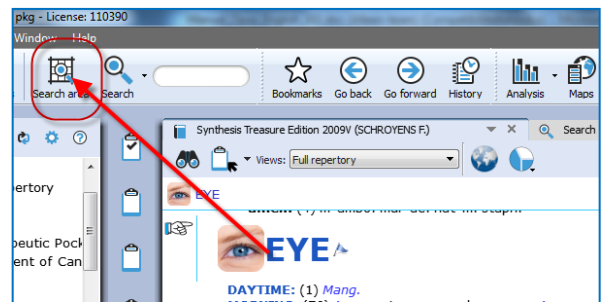 pkg - License: 110390
Window Help
Search area Search Bookmarks Go back Go forward History Analysis Maps
Synthesis Treasure Edition 2009V (SCHROYENS F.) Search
Views: Full repertory
EYE
EYE
DAYTIME: (1) Mang.
ertory
peutic Pock
ent of Can